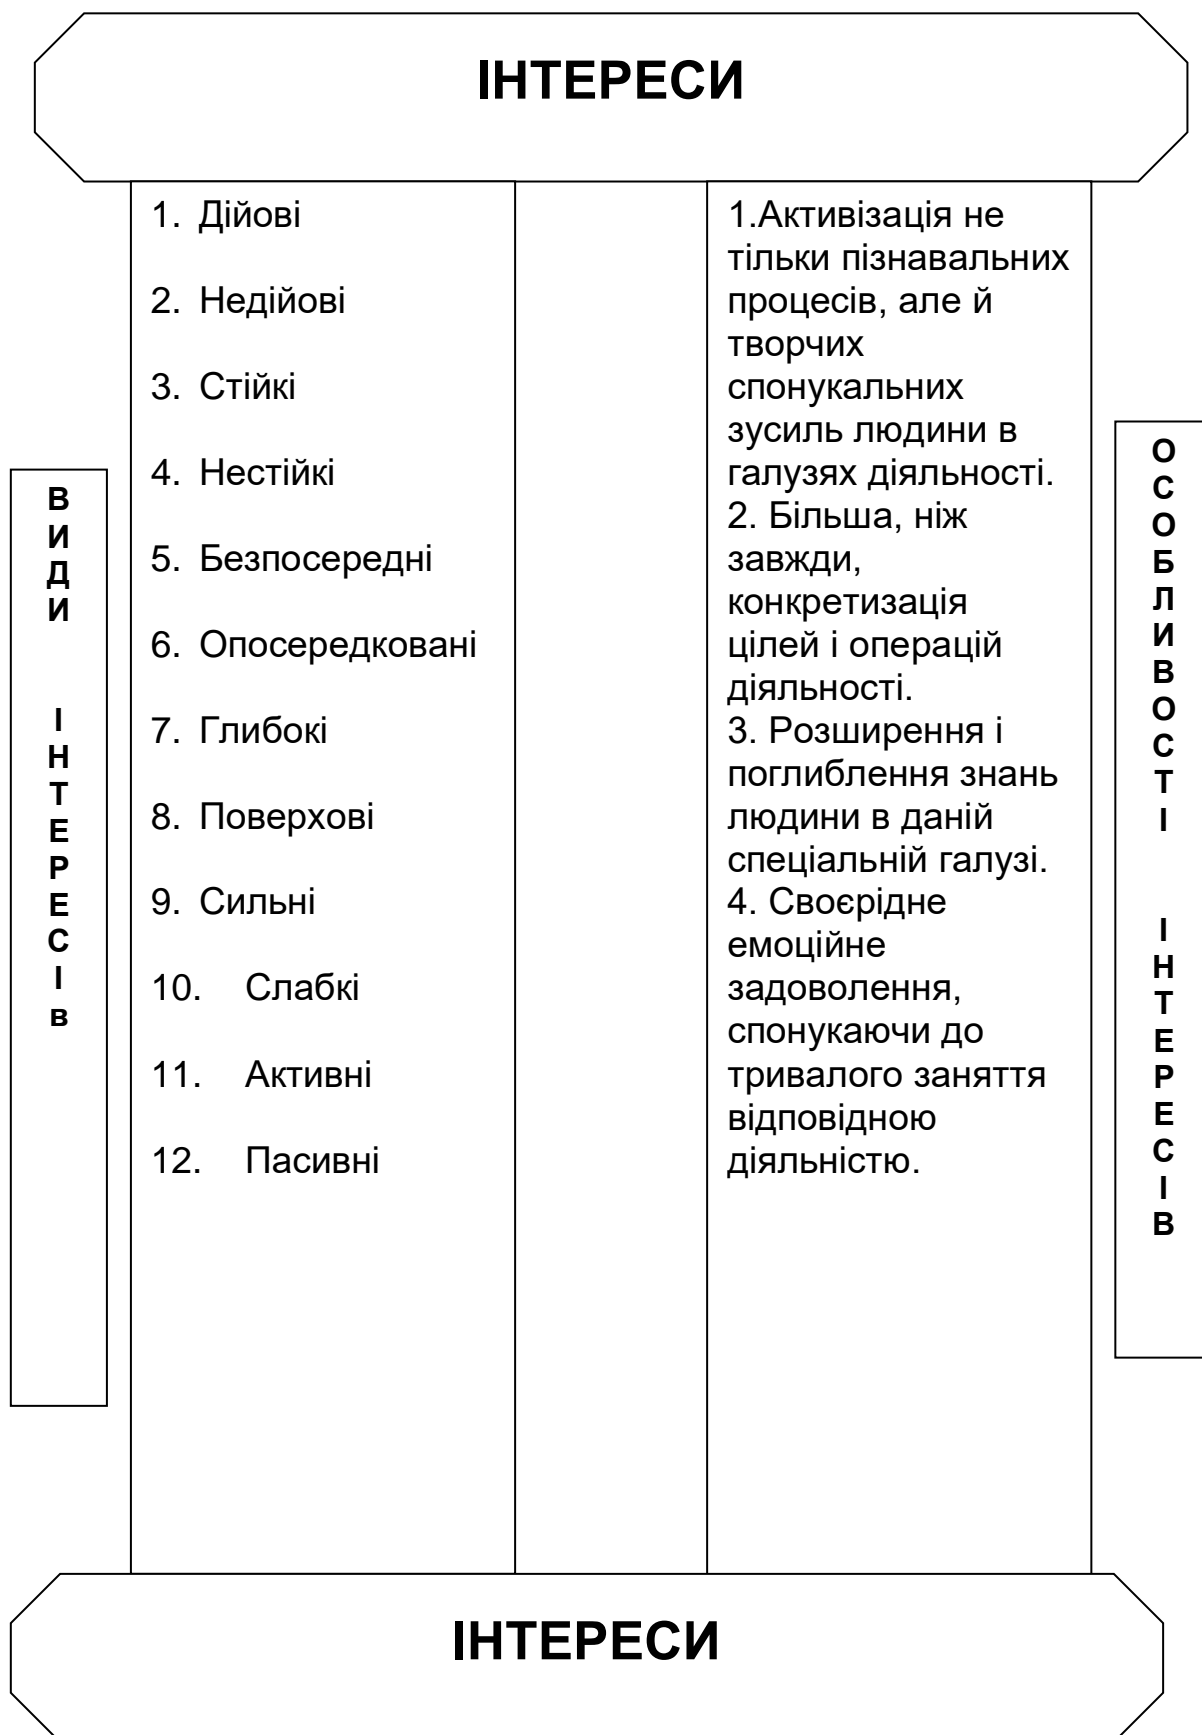 ІНТЕРЕСИ
ВИДИ ІНТЕРЕСІв
1. Дійові
2. Недійові
3. Стійкі
4. Нестійкі
5. Безпосередні
6. Опосередковані
7. Глибокі
8. Поверхові
9. Сильні
10. Слабкі
11. Активні
12. Пасивні
1.Активізація не
тільки пізнавальних
процесів, але й
творчих
спонукальних
зусиль людини в
галузях діяльності.
2. Більша, ніж
завжди,
конкретизація
цілей і операцій
діяльності.
3. Розширення і
поглиблення знань
людини в даній
спеціальній галузі.
4. Своєрідне
емоційне
задоволення,
спонукаючи до
тривалого заняття
відповідною
діяльністю.
ОСОБЛИВОСТІ ІНТЕРЕСІВ
ІНТЕРЕСИ